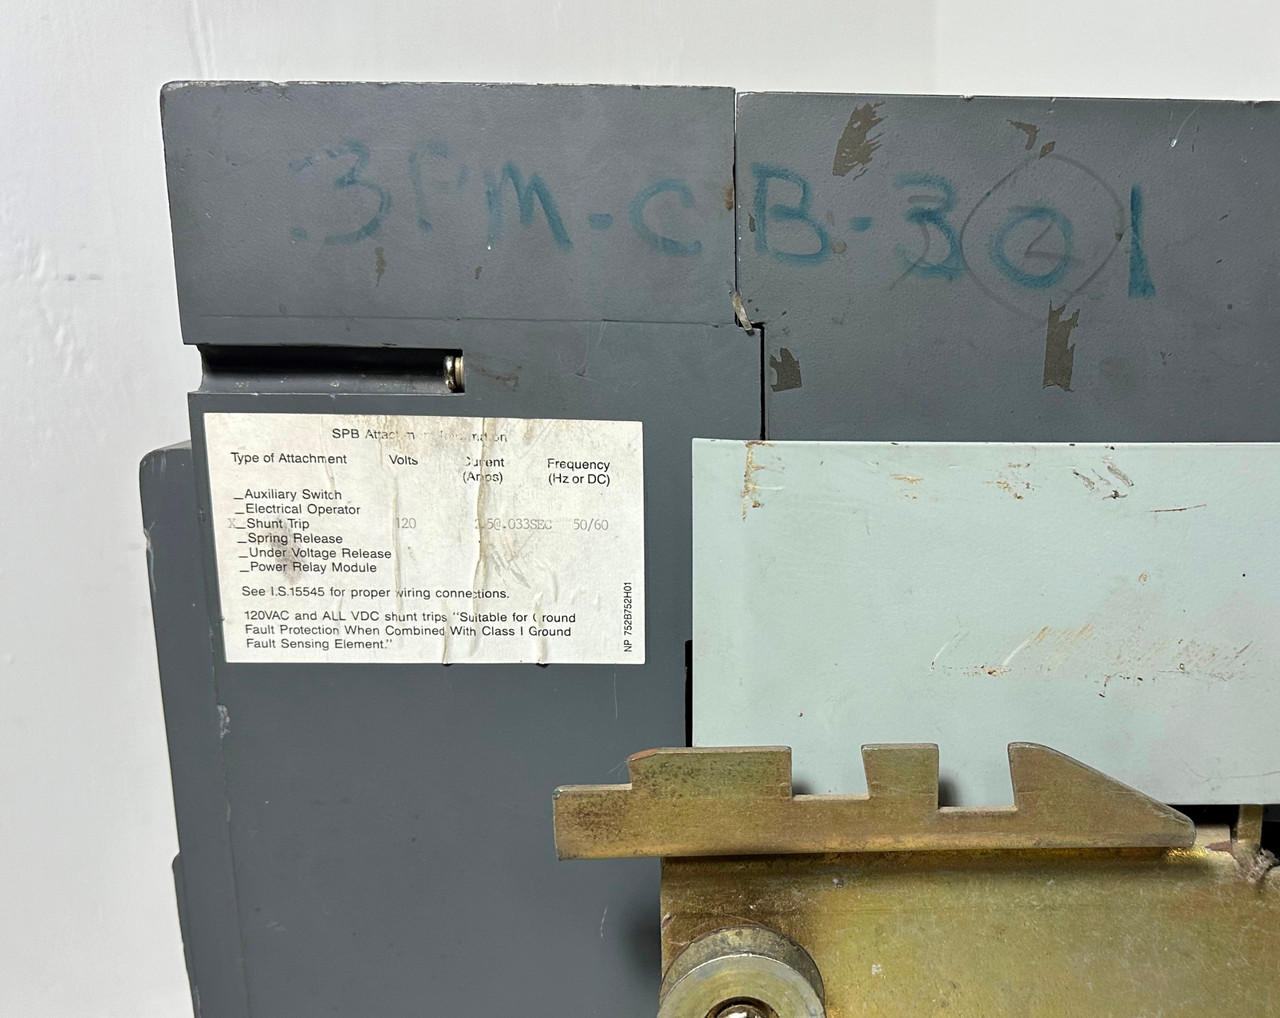 3PM-CB-301
SPB Attachment Information
Type of Attachment Volts Current Frequency
(Amps) (Hz or DC)
_Auxiliary Switch
_Electrical Operator
X_Shunt Trip 120 .5@.033SEC 50/60
_Spring Release
_Under Voltage Release
_Power Relay Module
See I.S.15545 for proper wiring connections.
120VAC and ALL VDC shunt trips "Suitable for Ground
Fault Protection When Combined With Class I Ground
Fault Sensing Element."
NP 752B752H01